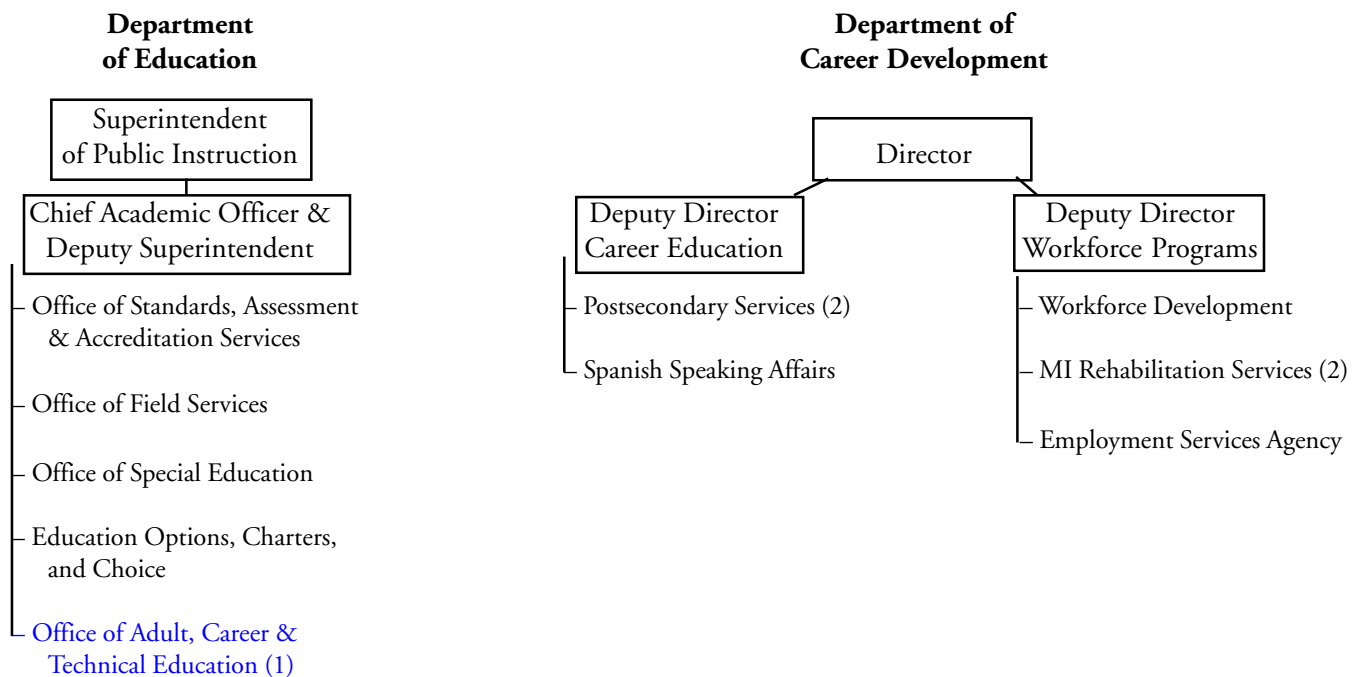 Department
of Education
Superintendent
of Public Instruction
Chief Academic Officer &
Deputy Superintendent
– Office of Standards, Assessment
& Accreditation Services
– Office of Field Services
– Office of Special Education
– Education Options, Charters,
and Choice
– Office of Adult, Career &
Technical Education (1)
Department of
Career Development
Director
Deputy Director
Career Education
– Postsecondary Services (2)
– Spanish Speaking Affairs
Deputy Director
Workforce Programs
– Workforce Development
– MI Rehabilitation Services (2)
– Employment Services Agency